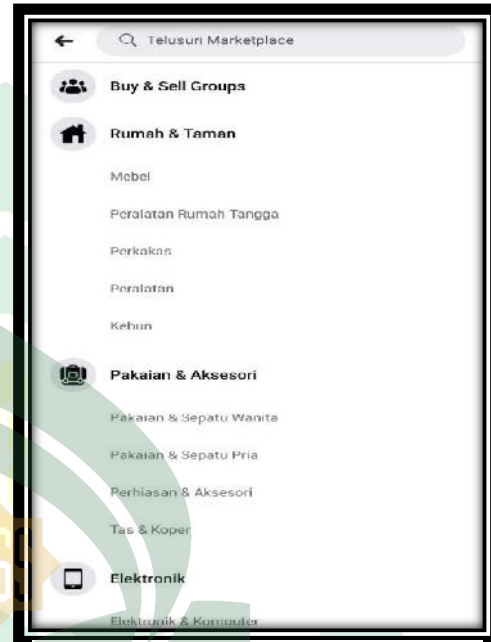 Telusuri Marketplace
Buy & Sell Groups
Rumah & Taman
Mebel
Peralatan Rumah Tangga
Perkakas
Peralatan
Kebun
Pakaian & Aksesori
Pakaian & Sepatu Wanita
Pakaian & Sepatu Pria
Perhiasan & Aksesori
Tas & Koper
Elektronik
Elektronik & Komputer